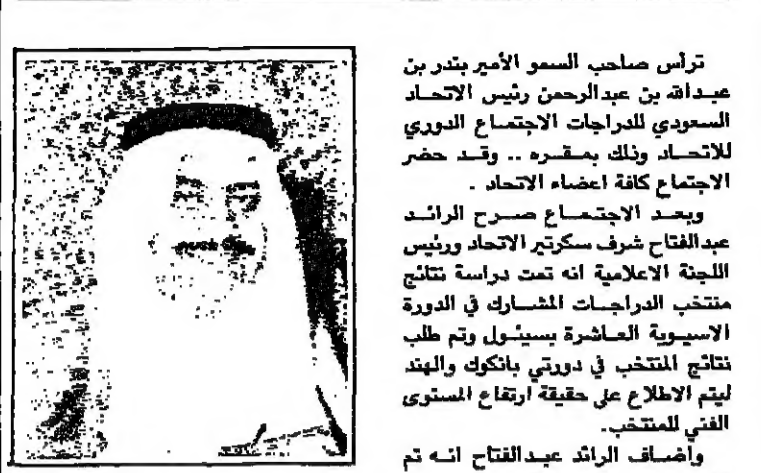 ترأس صاحب السمو الأمير بندر بن
عبدالله بن عبدالرحمن رئيس الاتحاد
السعودي للدراجات الاجتماع الدوري
للاتحاد وذلك بمقره .. وقد حضر
الاجتماع كافة اعضاء الاتحاد .
وبعد الاجتماع صرح الرائد
عبدالفتاح شرف سكرتير الاتحاد ورئيس
اللجنة الاعلامية انه تمت دراسة نتائج
منتخب الدراجات المشارك في الدورة
الاسيوية العاشرة بسيئول وتم طلب
نتائج المنتخب في دورتي بانكوك والهند
ليتم الاطلاع على حقيقة ارتفاع المستوى
الفني للمنتخب.
واضاف الرائد عبدالفتاح انه تم